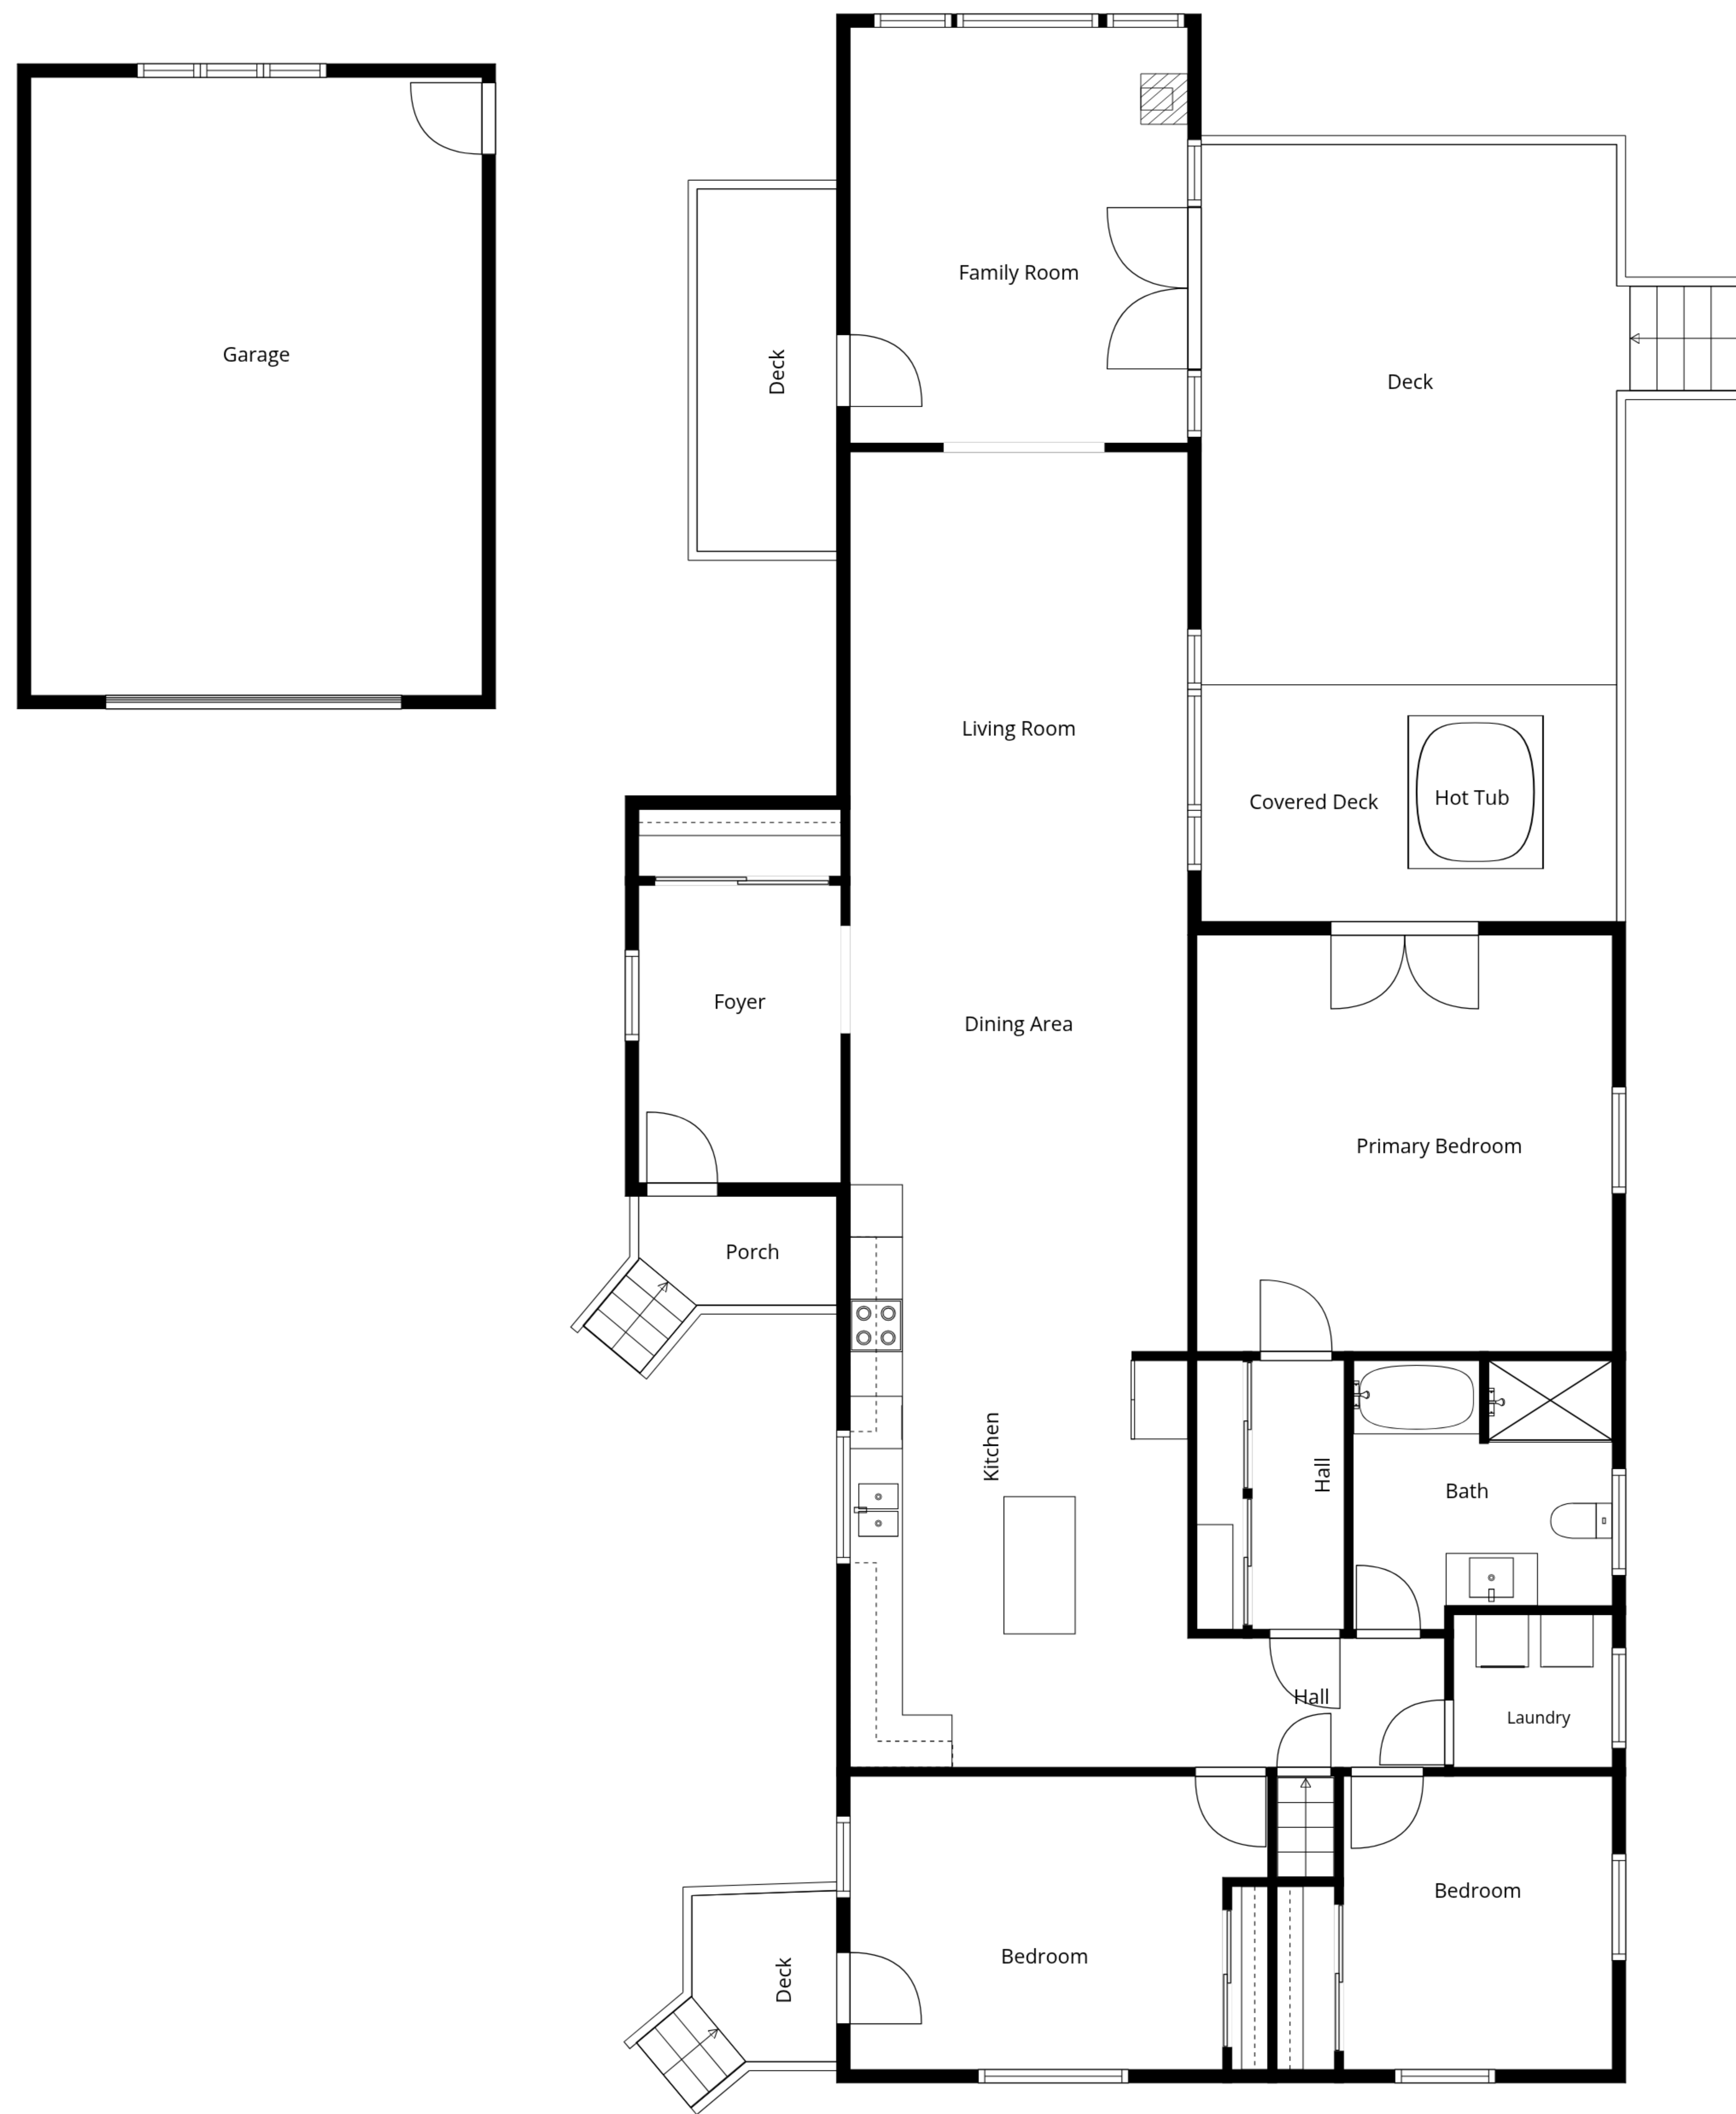 Family Room
Garage
Deck
Deck
Living Room
Covered Deck
Hot Tub
Foyer
Dining Area
Primary Bedroom
Porch
Kitchen
Hall
Bath
Hall
Laundry
Bedroom
Bedroom
Deck